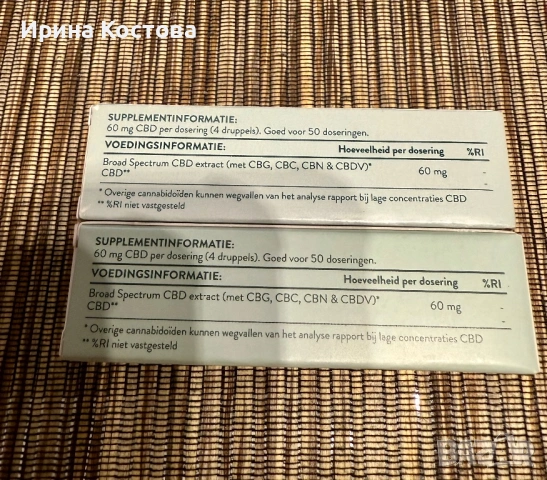 Ирина Костова
SUPPLEMENTINFORMATIE:
60 mg CBD per dosering (4 druppels). Goed voor 50 doseringen.
VOEDINGSINFORMATIE: Hoeveelheid per dosering %RI
Broad Spectrum CBD extract (met CBG, CBC, CBN & CBDV)* 60 mg -
CBD** -
* Overige cannabidoïden kunnen wegvallen van het analyse rapport bij lage concentraties CBD
** %RI niet vastgesteld
SUPPLEMENTINFORMATIE:
60 mg CBD per dosering (4 druppels). Goed voor 50 doseringen.
VOEDINGSINFORMATIE: Hoeveelheid per dosering %RI
Broad Spectrum CBD extract (met CBG, CBC, CBN & CBDV)* 60 mg -
CBD** -
* Overige cannabidoïden kunnen wegvallen van het analyse rapport bij lage concentraties CBD
** %RI niet vastgesteld